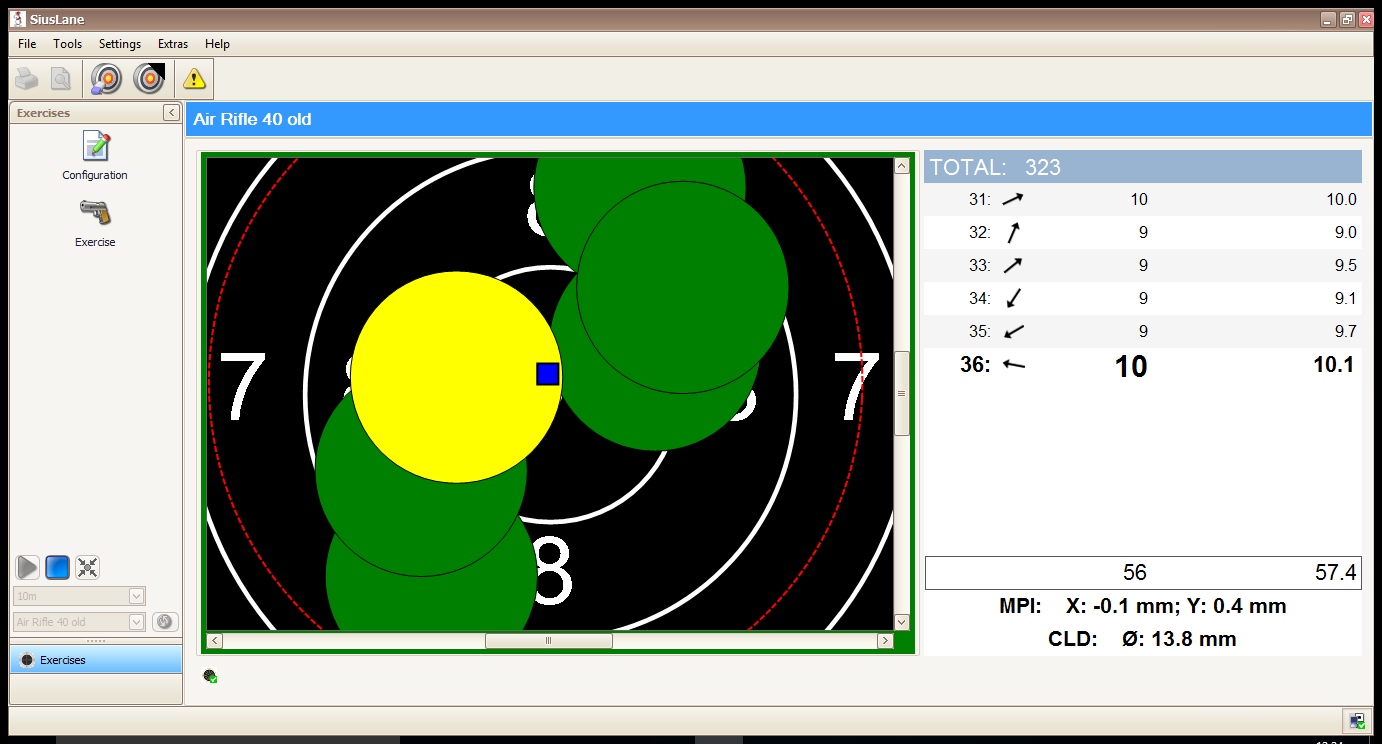 SiusLane
File Tools Settings Extras Help
Exercises
Configuration
Exercise
10m
Air Rifle 40 old
Exercises
Air Rifle 40 old
7 7
8
TOTAL: 323
31: 10 10.0
32: 9 9.0
33: 9 9.5
34: 9 9.1
35: 9 9.7
36: 10 10.1
56 57.4
MPI: X: -0.1 mm; Y: 0.4 mm
CLD: Ø: 13.8 mm